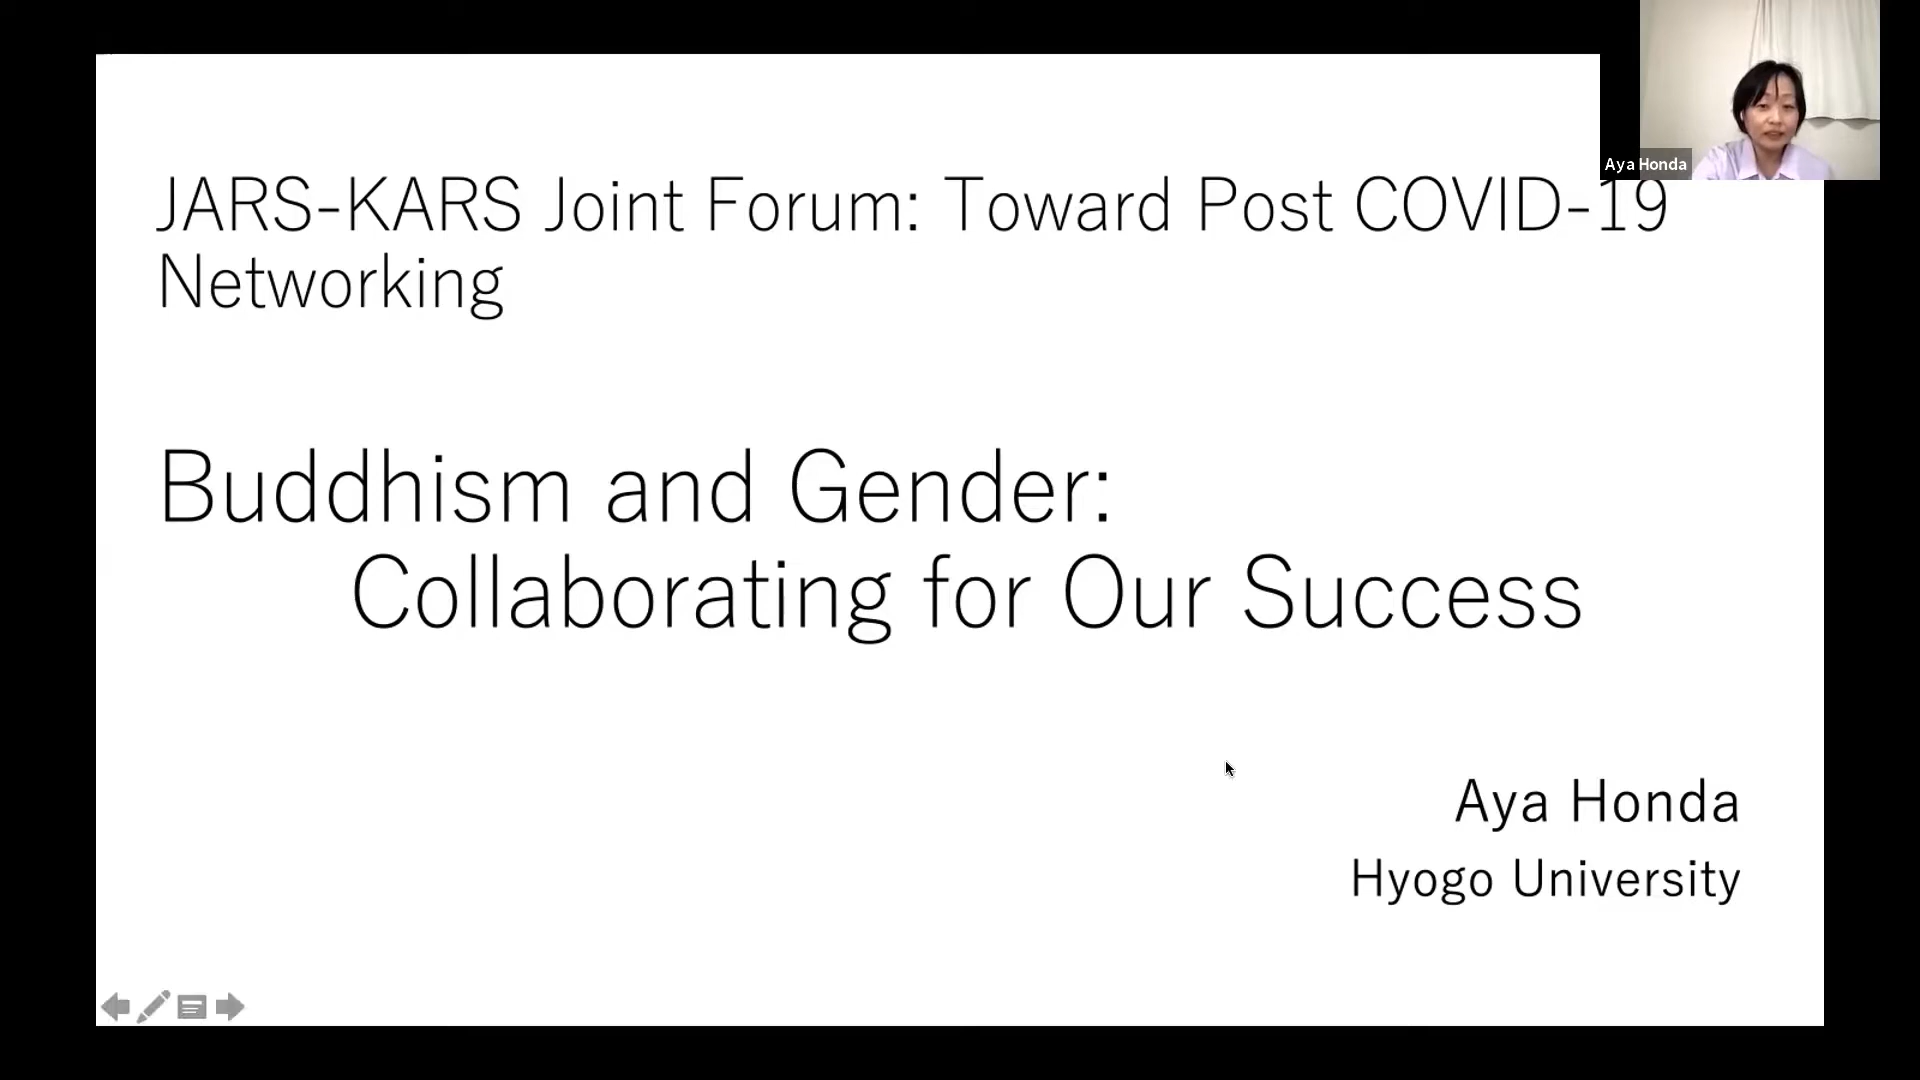 Aya Honda
JARS-KARS Joint Forum: Toward Post COVID-19
Networking
Buddhism and Gender:
Collaborating for Our Success
Aya Honda
Hyogo University